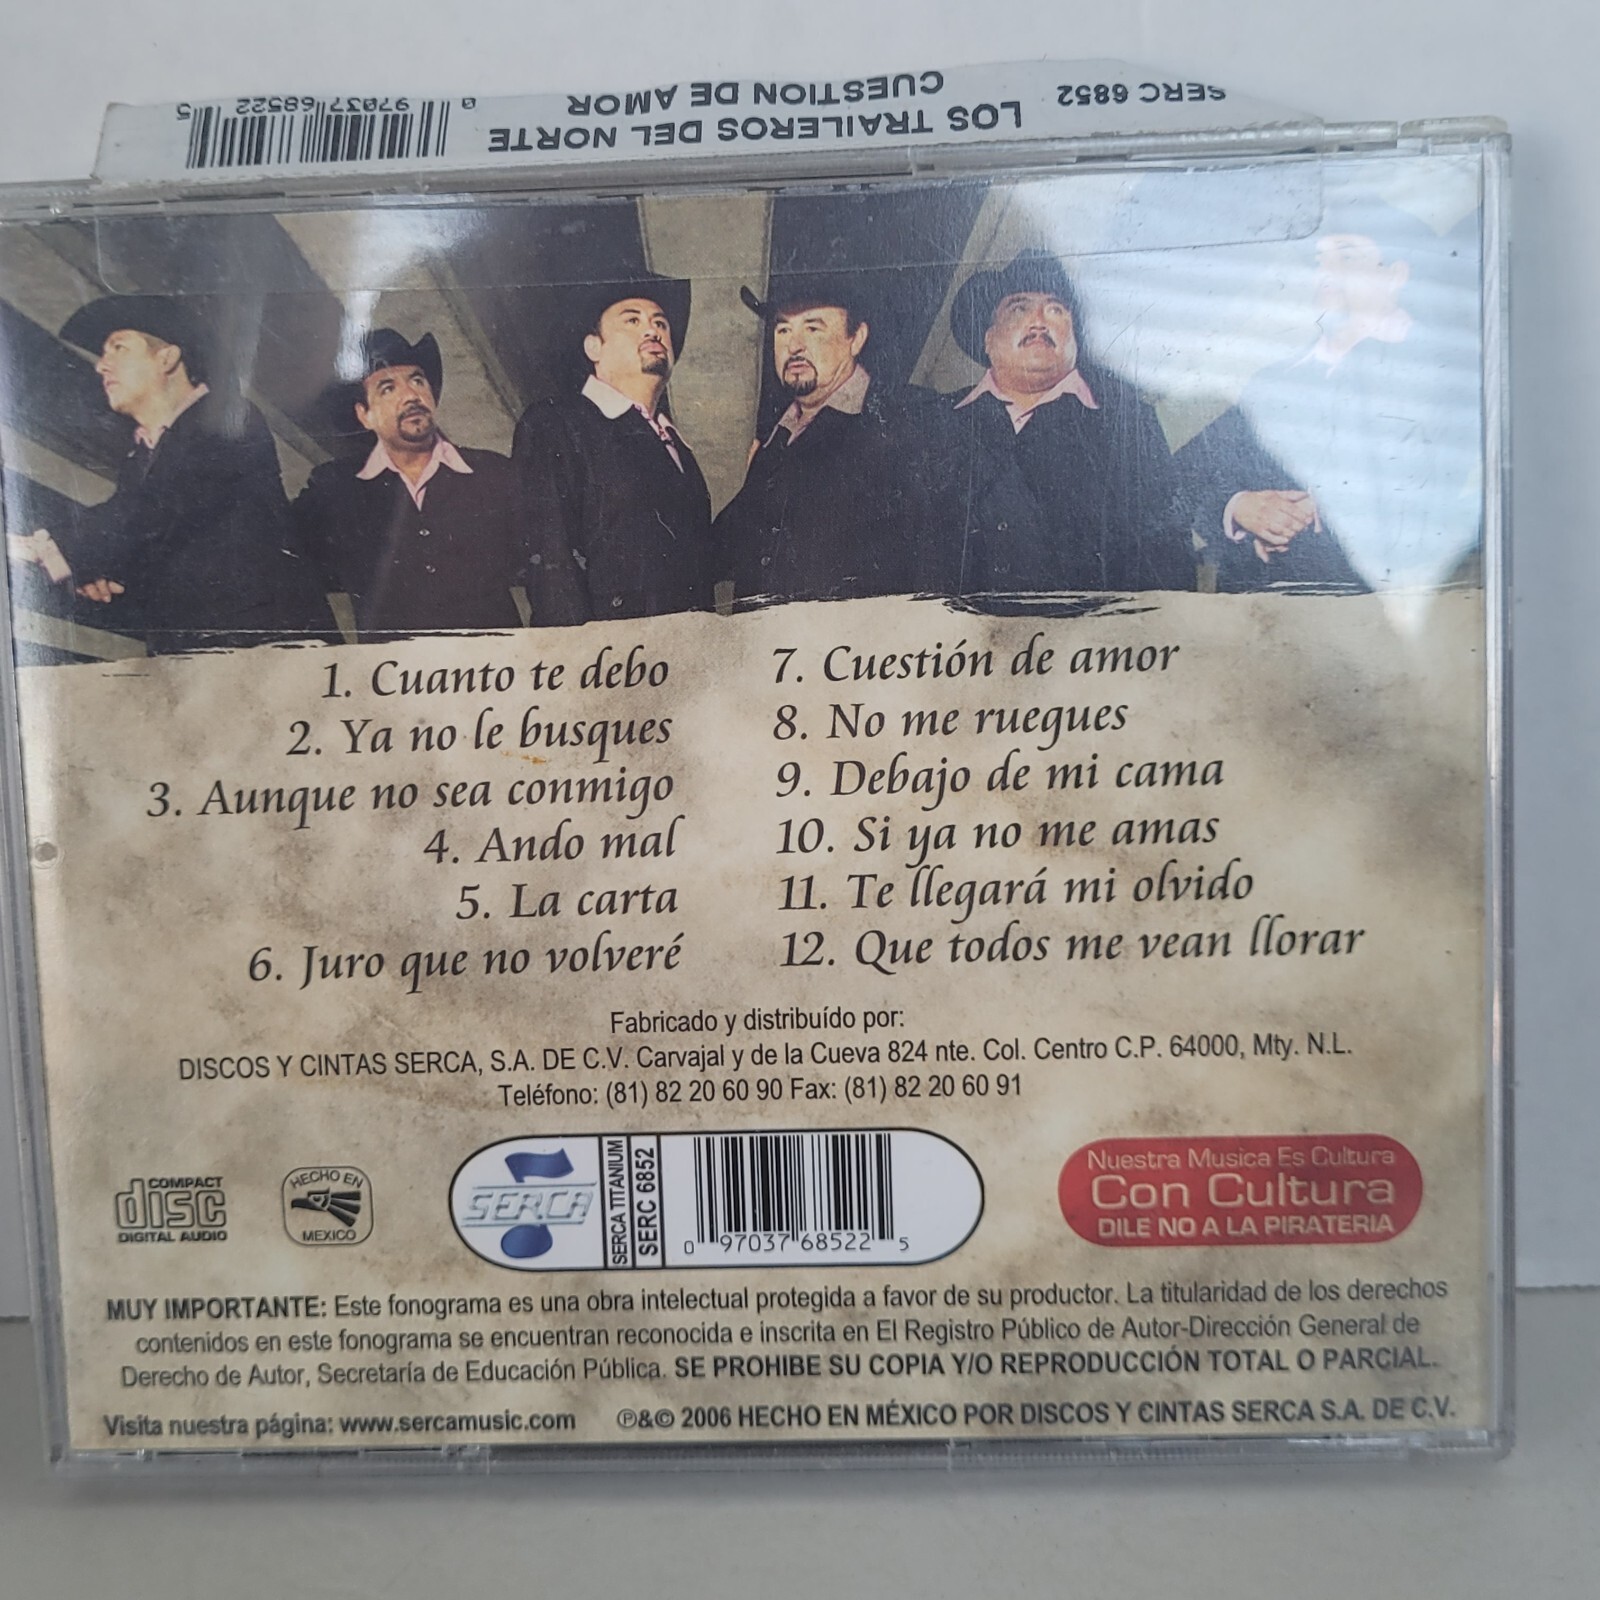 SERC 6852
LOS TRAILEROS DEL NORTE
CUESTION DE AMOR
0 97037 68522 5
1. Cuanto te debo
2. Ya no le busques
3. Aunque no sea conmigo
4. Ando mal
5. La carta
6. Juro que no volveré
7. Cuestión de amor
8. No me ruegues
9. Debajo de mi cama
10. Si ya no me amas
11. Te llegará mi olvido
12. Que todos me vean llorar
Fabricado y distribuído por:
DISCOS Y CINTAS SERCA, S.A. DE C.V. Carvajal y de la Cueva 824 nte. Col. Centro C.P. 64000, Mty. N.L.
Teléfono: (81) 82 20 60 90 Fax: (81) 82 20 60 91
COMPACT
disc
DIGITAL AUDIO
HECHO EN
MEXICO
SERCA
SERCA TITANIUM
SERC 6852
0 97037 68522 5
Nuestra Musica Es Cultura
Con Cultura
DILE NO A LA PIRATERIA
MUY IMPORTANTE: Este fonograma es una obra intelectual protegida a favor de su productor. La titularidad de los derechos
contenidos en este fonograma se encuentran reconocida e inscrita en El Registro Público de Autor-Dirección General de
Derecho de Autor, Secretaría de Educación Pública. SE PROHIBE SU COPIA Y/O REPRODUCCIÓN TOTAL O PARCIAL.
Visita nuestra página: www.sercamusic.com ℗&© 2006 HECHO EN MÉXICO POR DISCOS Y CINTAS SERCA S.A. DE C.V.